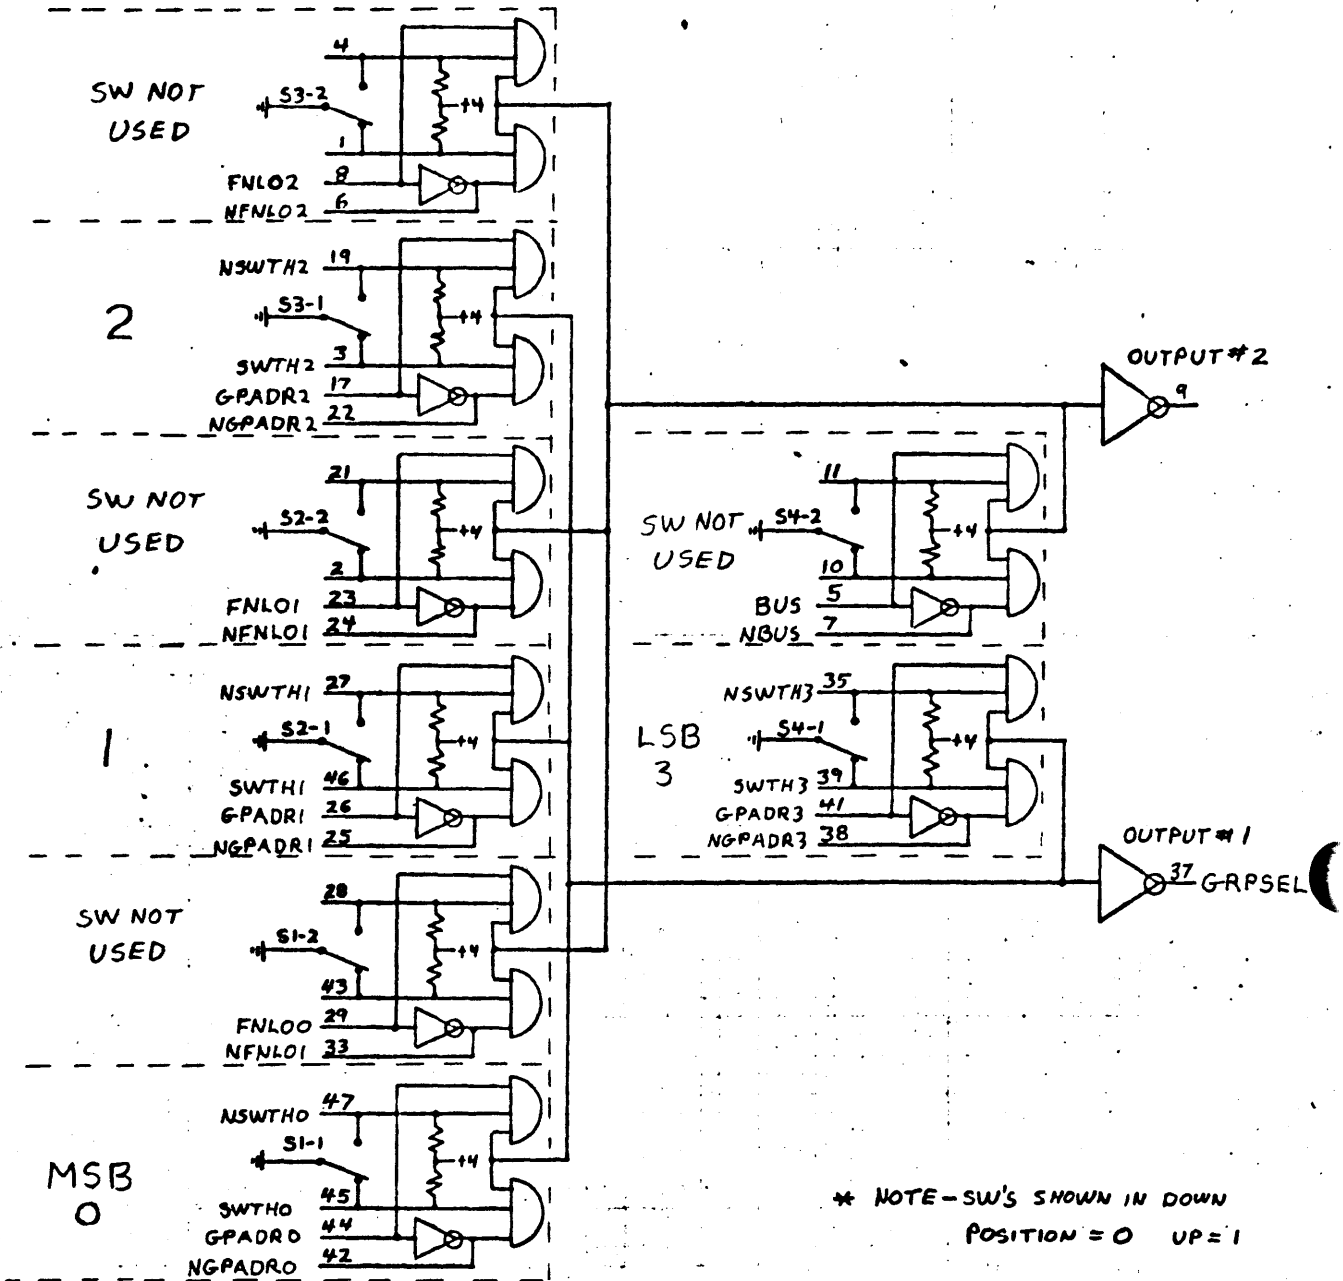 4
SW NOT
USED
S3-2
+4
1
FNLO2 8
NFNLO2 6
2
NSWTH2 19
S3-1
+4
SWTH2 3
GPADR2 17
NGPADR2 22
SW NOT
USED
21
S2-2
+4
2
FNLO1 23
NFNLO1 24
1
NSWTH1 27
S2-1
+4
SWTH1 46
GPADR1 26
NGPADR1 25
SW NOT
USED
28
S1-2
+4
43
FNLO0 29
NFNLO1 33
MSB
0
NSWTH0 47
S1-1
+4
SWTH0 45
GPADR0 44
NGPADR0 42
OUTPUT #2
9
SW NOT
USED
11
S4-2
+4
10
BUS 5
NBUS 7
LSB
3
NSWTH3 35
S4-1
+4
SWTH3 39
GPADR3 41
NGPADR3 38
OUTPUT #1
37 GRPSEL
* NOTE - SW'S SHOWN IN DOWN
POSITION = 0 UP = 1